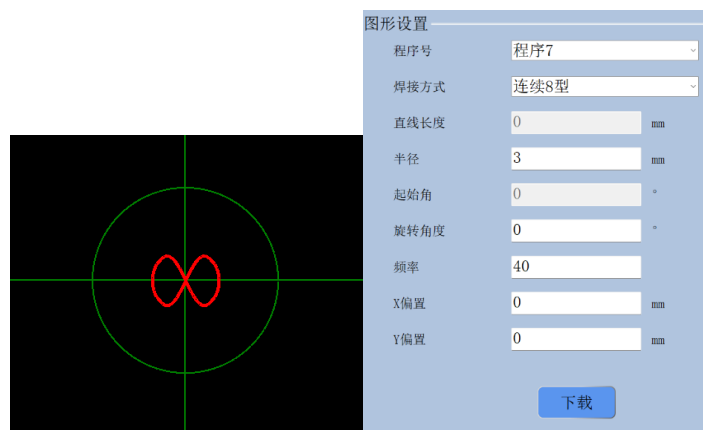 图形设置
程序号 程序7
焊接方式 连续8型
直线长度 0 mm
半径 3 mm
起始角 0 °
旋转角度 0 °
频率 40
X偏置 0 mm
Y偏置 0 mm
下载